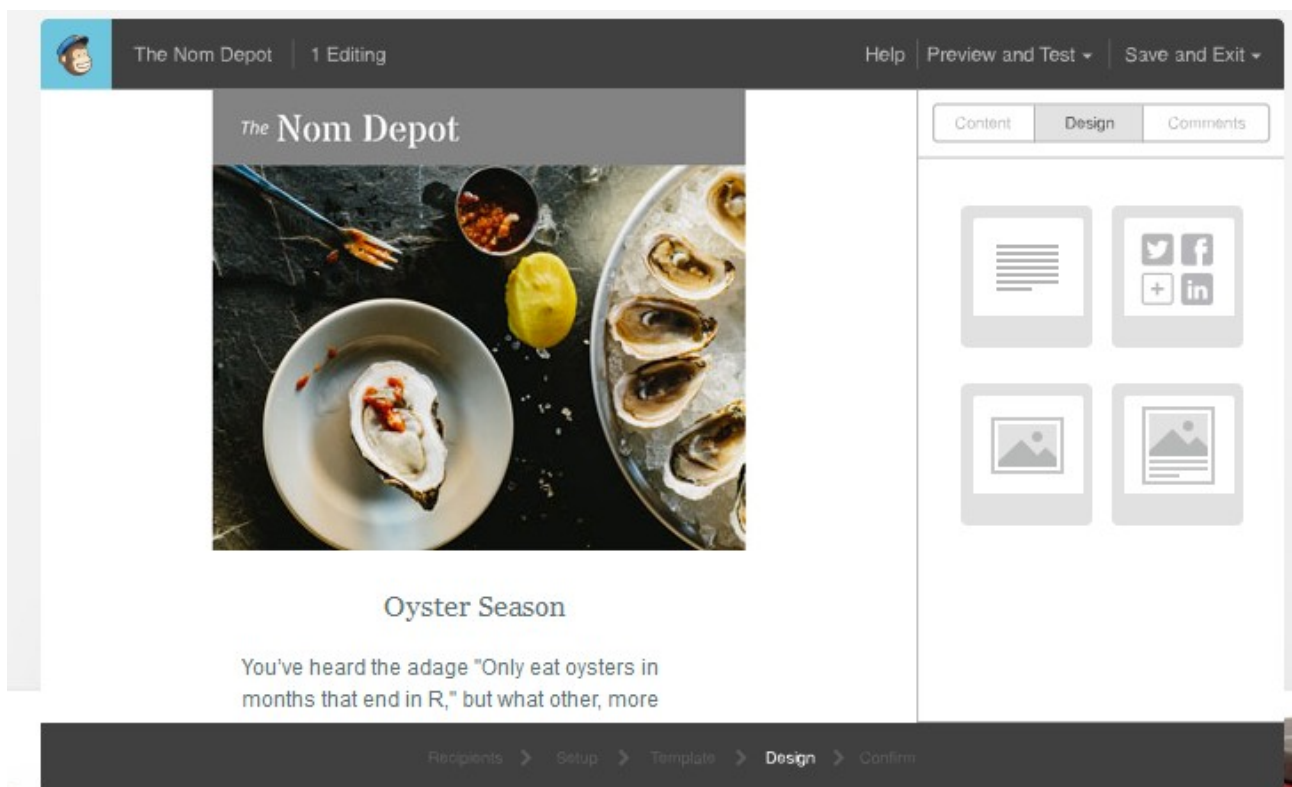 The Nom Depot 1 Editing Help Preview and Test Save and Exit
Content Design Comments
The Nom Depot
Oyster Season
You've heard the adage "Only eat oysters in
months that end in R," but what other, more
Recipients Setup Template Design Confirm